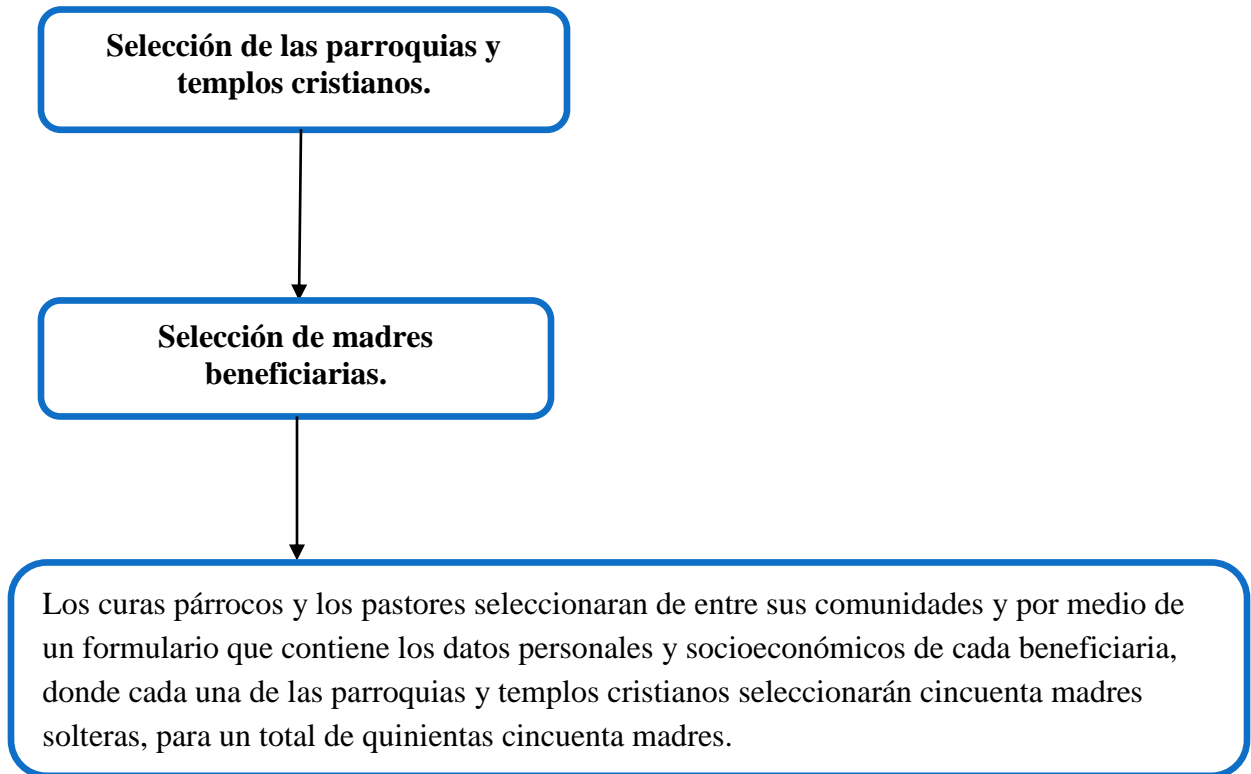 Selección de las parroquias y
templos cristianos.
Selección de madres
beneficiarias.
Los curas párrocos y los pastores seleccionaran de entre sus comunidades y por medio de
un formulario que contiene los datos personales y socioeconómicos de cada beneficiaria,
donde cada una de las parroquias y templos cristianos seleccionarán cincuenta madres
solteras, para un total de quinientas cincuenta madres.